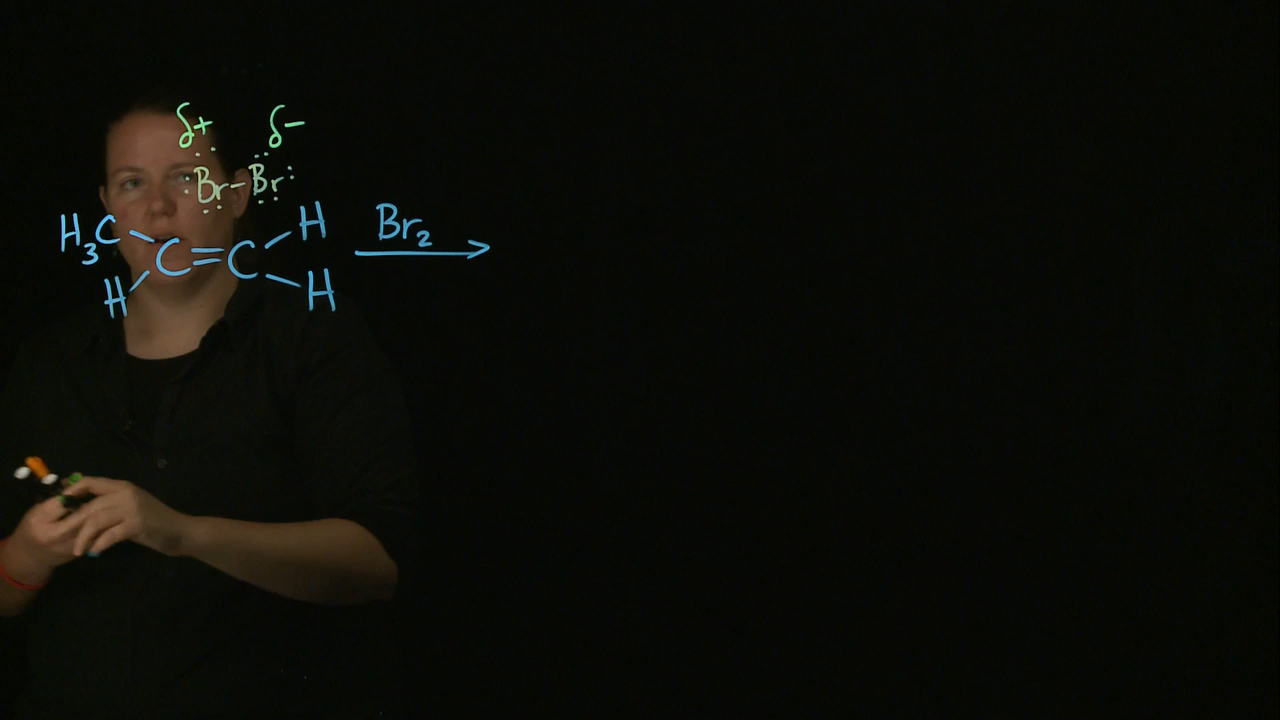 δ+ δ−
Br-Br
H₃C H
C=C
H H
Br₂